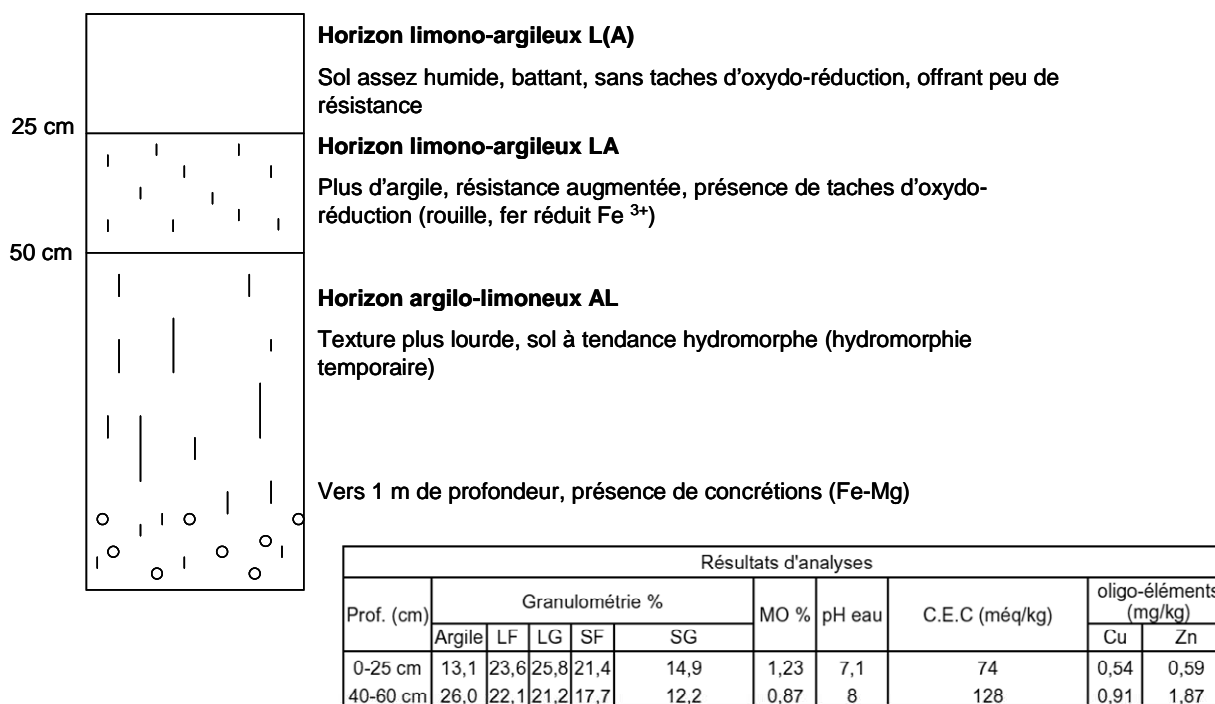 Horizon limono-argileux L(A)
Sol assez humide, battant, sans taches d'oxydo-réduction, offrant peu de
résistance
25 cm
Horizon limono-argileux LA
Plus d'argile, résistance augmentée, présence de taches d'oxydo-
réduction (rouille, fer réduit Fe 3+)
50 cm
Horizon argilo-limoneux AL
Texture plus lourde, sol à tendance hydromorphe (hydromorphie
temporaire)
Vers 1 m de profondeur, présence de concrétions (Fe-Mg)
Résultats d'analyses
Prof. (cm) Granulométrie % MO % pH eau C.E.C (méq/kg) oligo-éléments (mg/kg)
Argile LF LG SF SG Cu Zn
0-25 cm 13,1 23,6 25,8 21,4 14,9 1,23 7,1 74 0,54 0,59
40-60 cm 26,0 22,1 21,2 17,7 12,2 0,87 8 128 0,91 1,87